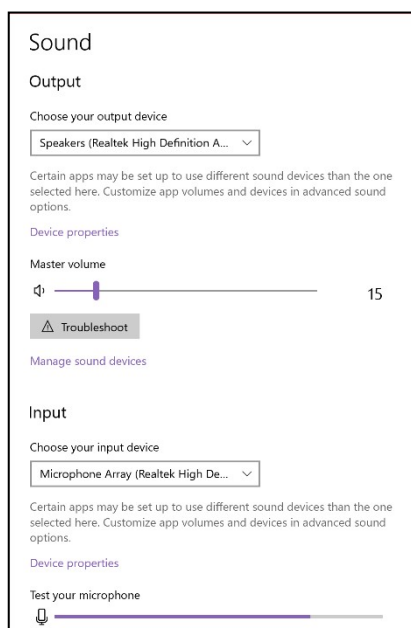 Sound
Output
Choose your output device
Speakers (Realtek High Definition A...
Certain apps may be set up to use different sound devices than the one
selected here. Customize app volumes and devices in advanced sound
options.
Device properties
Master volume
15
Troubleshoot
Manage sound devices
Input
Choose your input device
Microphone Array (Realtek High De...
Certain apps may be set up to use different sound devices than the one
selected here. Customize app volumes and devices in advanced sound
options.
Device properties
Test your microphone